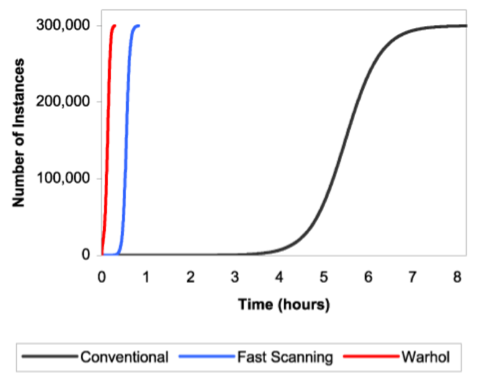 300,000
200,000
100,000
0
Number of Instances
0 1 2 3 4 5 6 7 8
Time (hours)
Conventional Fast Scanning Warhol